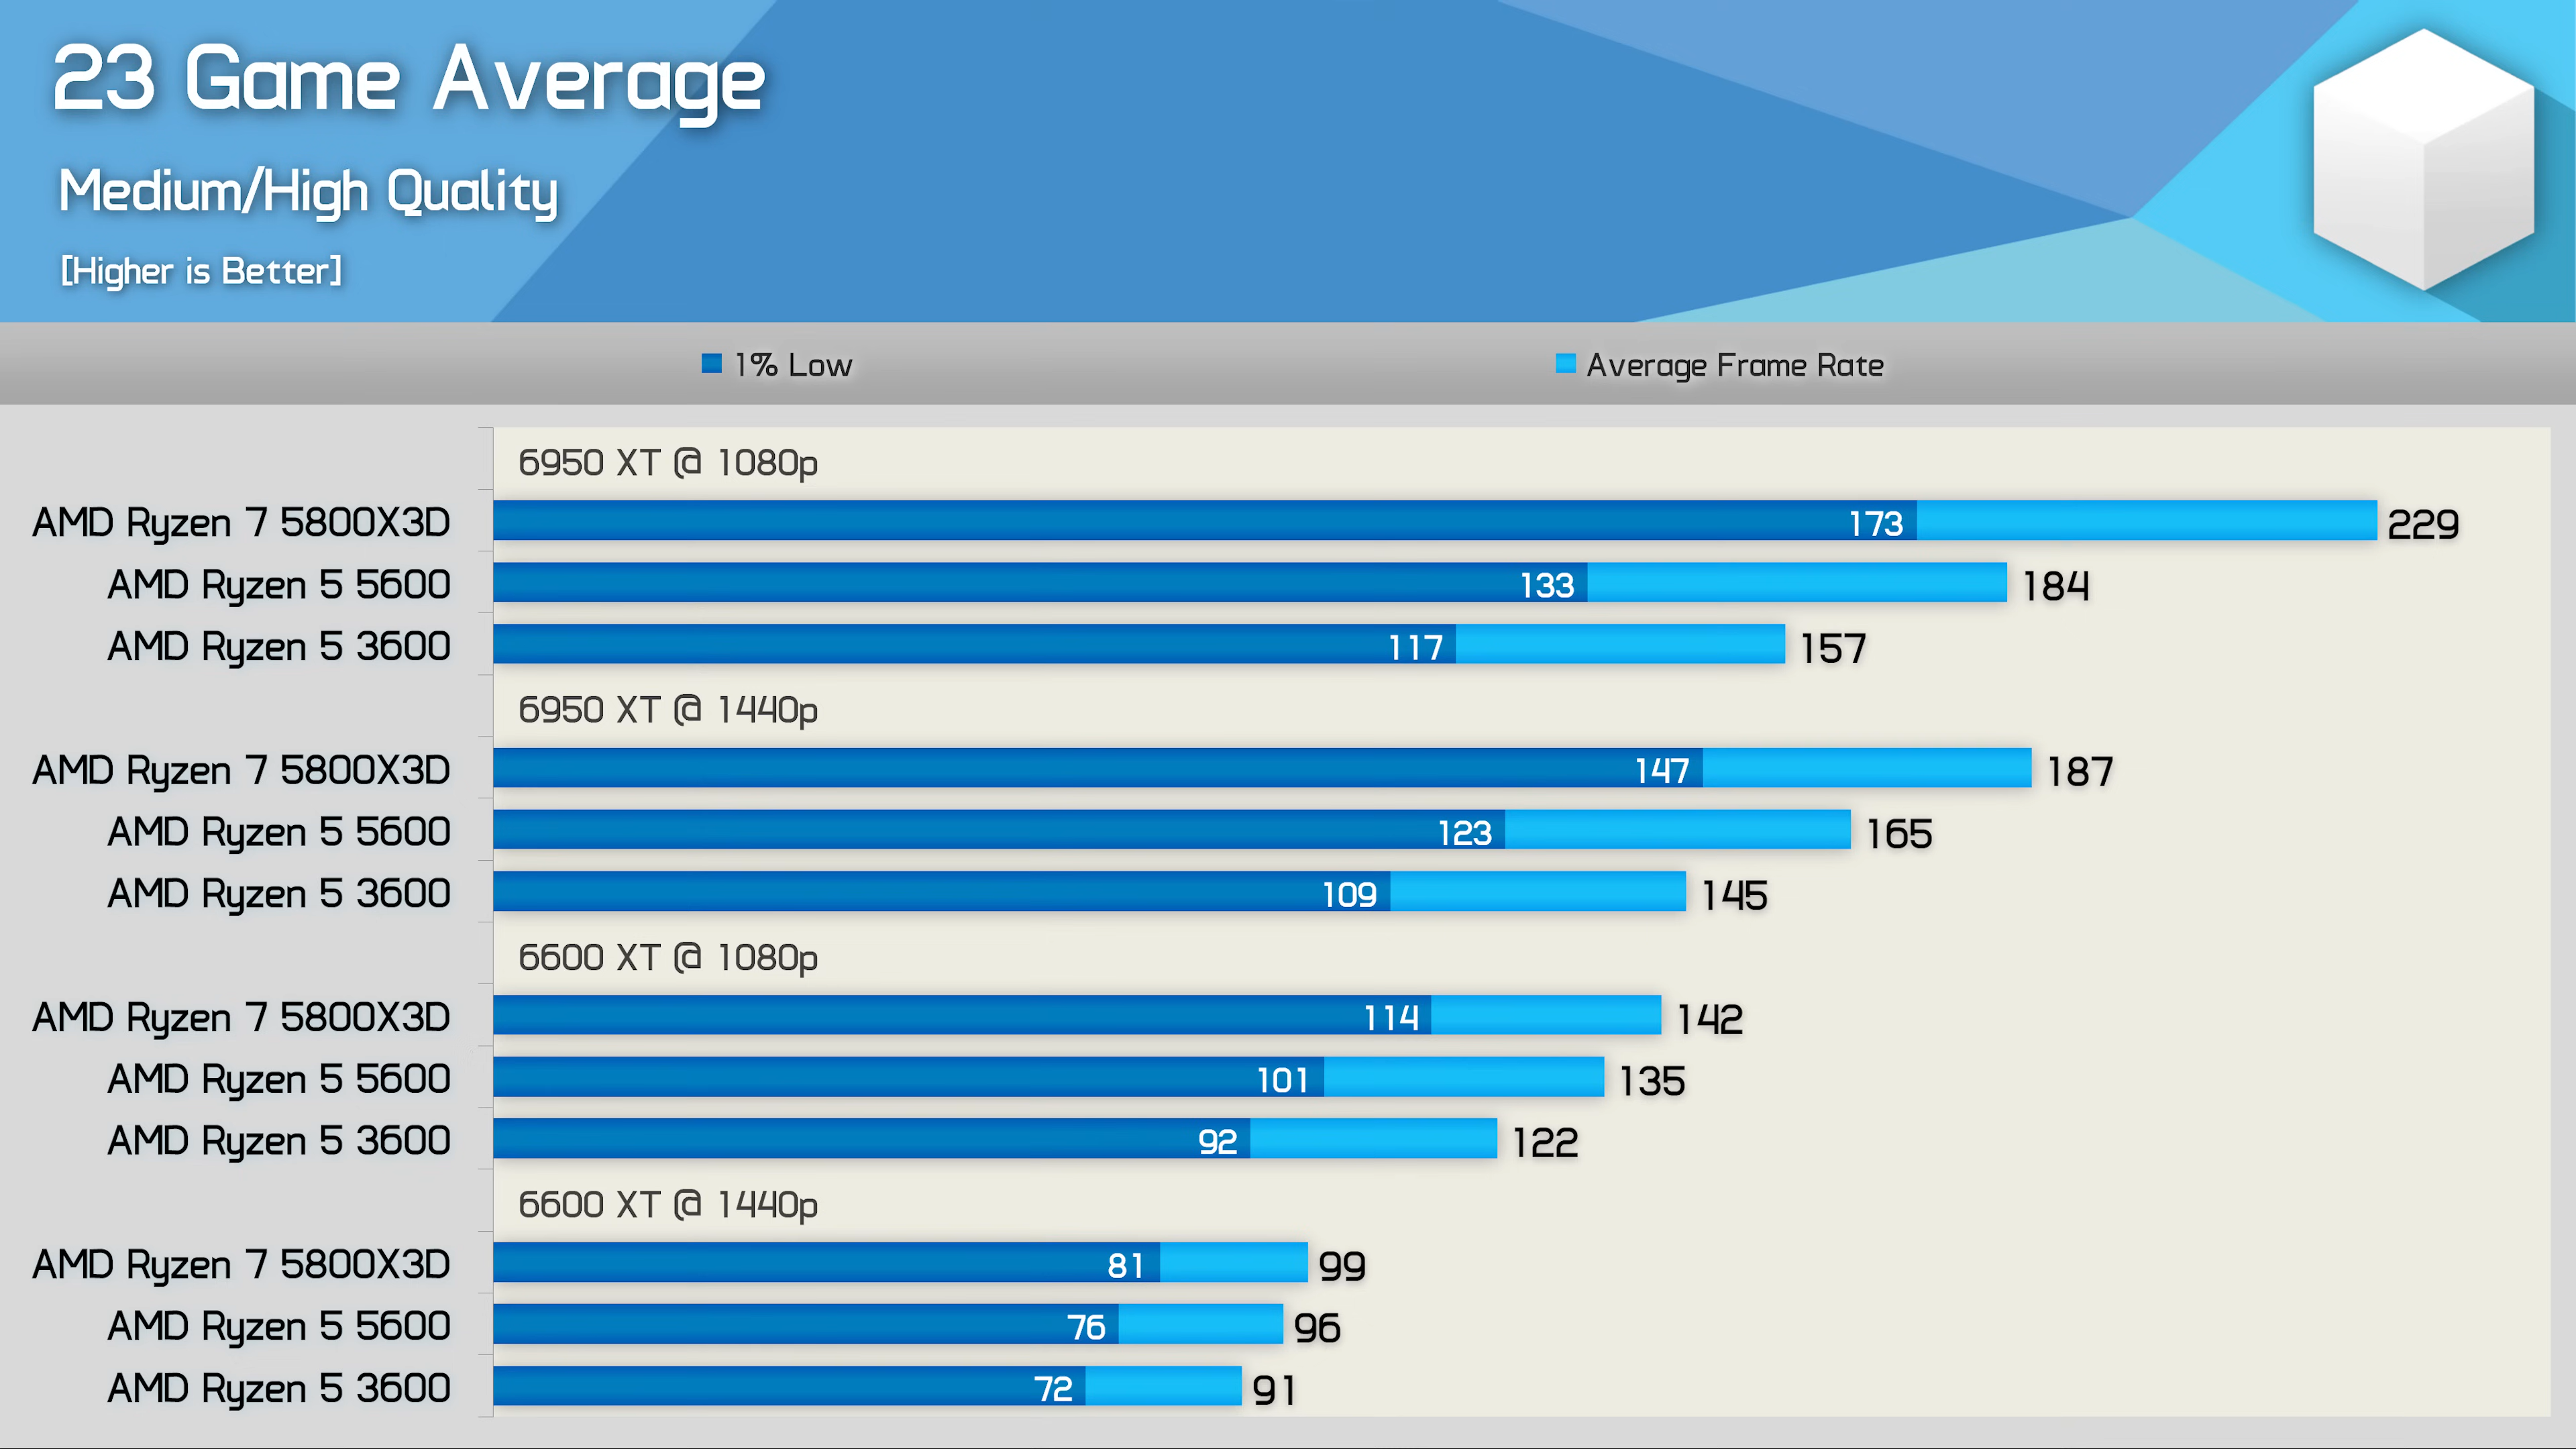 23 Game Average
Medium/High Quality
[Higher is Better]
1% Low Average Frame Rate
6950 XT @ 1080p
AMD Ryzen 7 5800X3D 173 229
AMD Ryzen 5 5600 133 184
AMD Ryzen 5 3600 117 157
6950 XT @ 1440p
AMD Ryzen 7 5800X3D 147 187
AMD Ryzen 5 5600 123 165
AMD Ryzen 5 3600 109 145
6600 XT @ 1080p
AMD Ryzen 7 5800X3D 114 142
AMD Ryzen 5 5600 101 135
AMD Ryzen 5 3600 92 122
6600 XT @ 1440p
AMD Ryzen 7 5800X3D 81 99
AMD Ryzen 5 5600 76 96
AMD Ryzen 5 3600 72 91